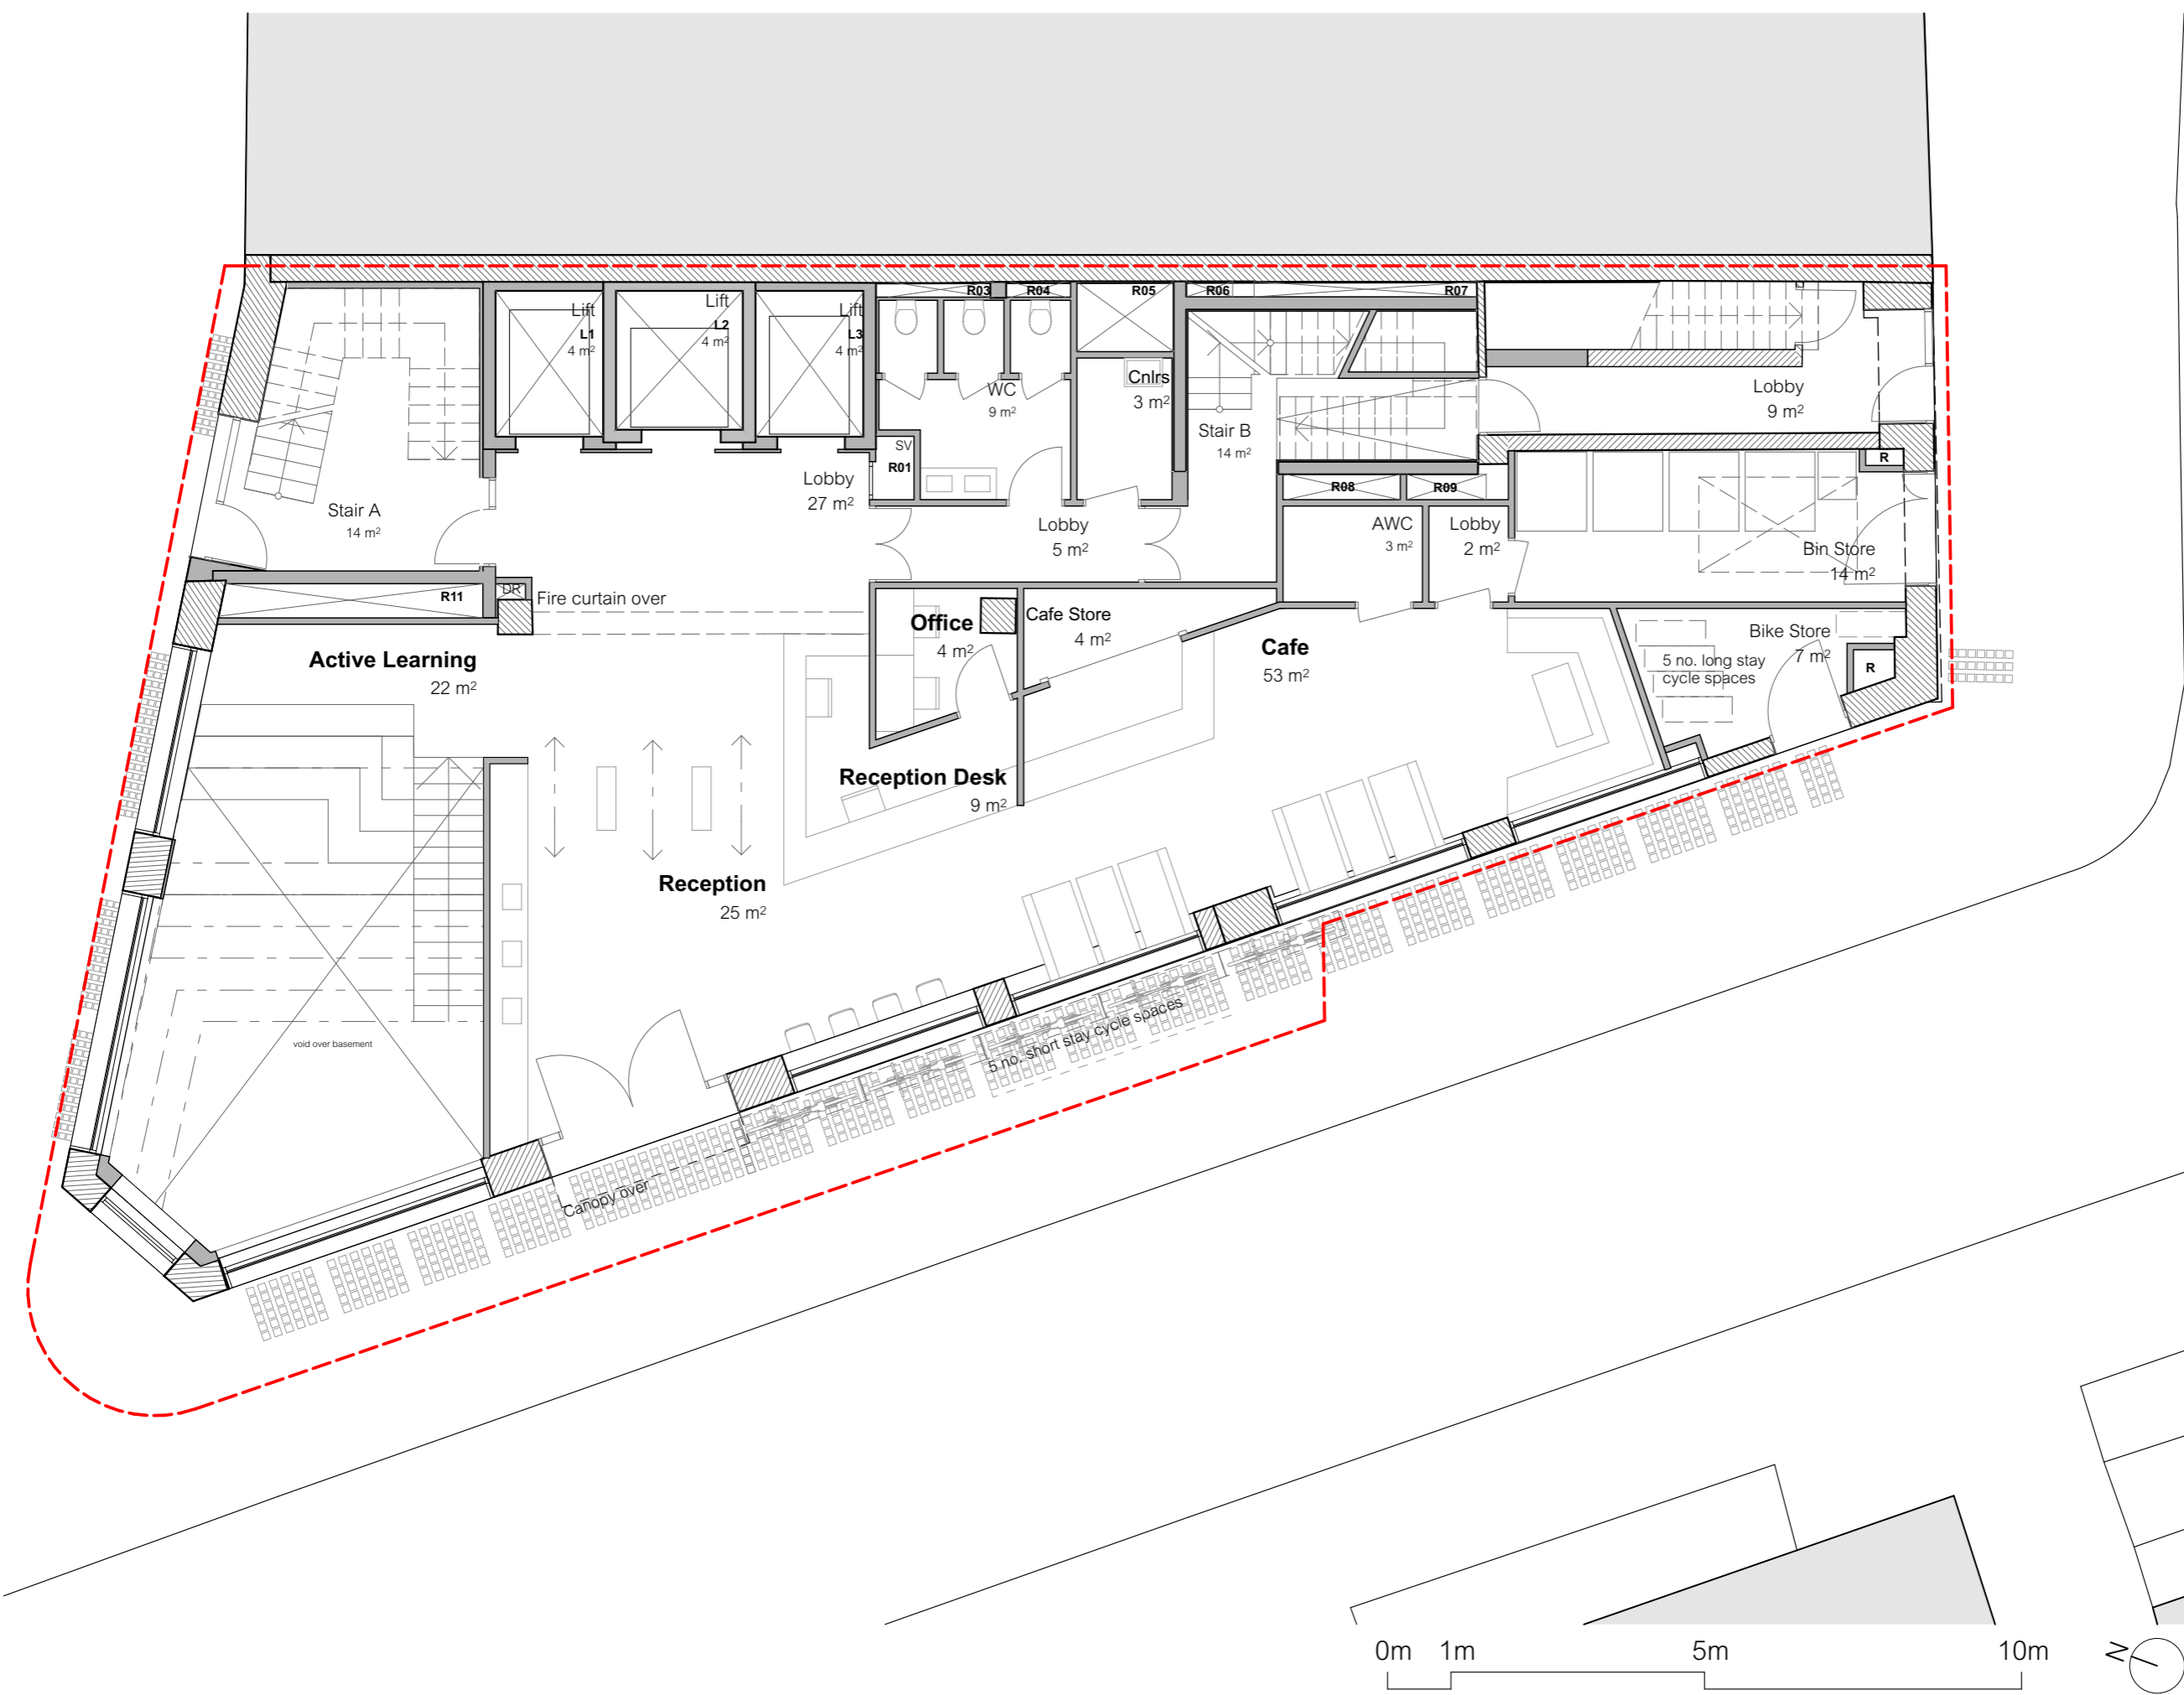 R03
R04
R05
R06
R07
Lift
L1
4 m²
Lift
L2
4 m²
Lift
L3
4 m²
WC
9 m²
Cnlrs
3 m²
Lobby
9 m²
Stair B
14 m²
SV
R01
Lobby
27 m²
Stair A
14 m²
R
R08
R09
Lobby
5 m²
AWC
3 m²
Lobby
2 m²
Bin Store
14 m²
R11
DR
Fire curtain over
Office
4 m²
Cafe Store
4 m²
Cafe
53 m²
Bike Store
7 m²
5 no. long stay
cycle spaces
R
Active Learning
22 m²
Reception Desk
9 m²
Reception
25 m²
void over basement
5 no. short stay cycle spaces
Canopy over
0m 1m 5m 10m
N